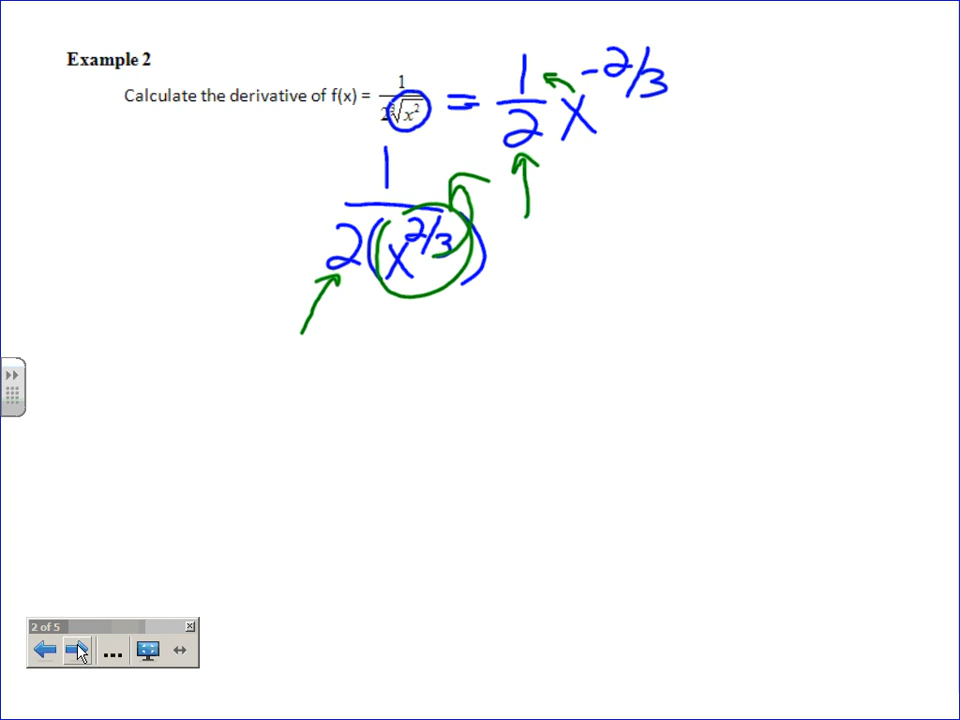 Example 2
Calculate the derivative of f(x) = 1 / 2∛x² = 1/2 x^-2/3
1 / 2(x^2/3)
2 of 5